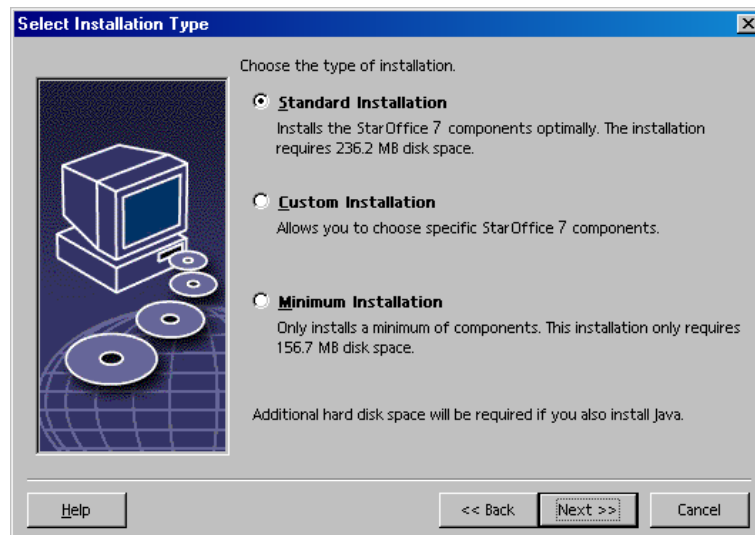 Select Installation Type
Choose the type of installation.
Standard Installation
Installs the StarOffice 7 components optimally. The installation
requires 236.2 MB disk space.
Custom Installation
Allows you to choose specific StarOffice 7 components.
Minimum Installation
Only installs a minimum of components. This installation only requires
156.7 MB disk space.
Additional hard disk space will be required if you also install Java.
Help
<< Back
Next >>
Cancel